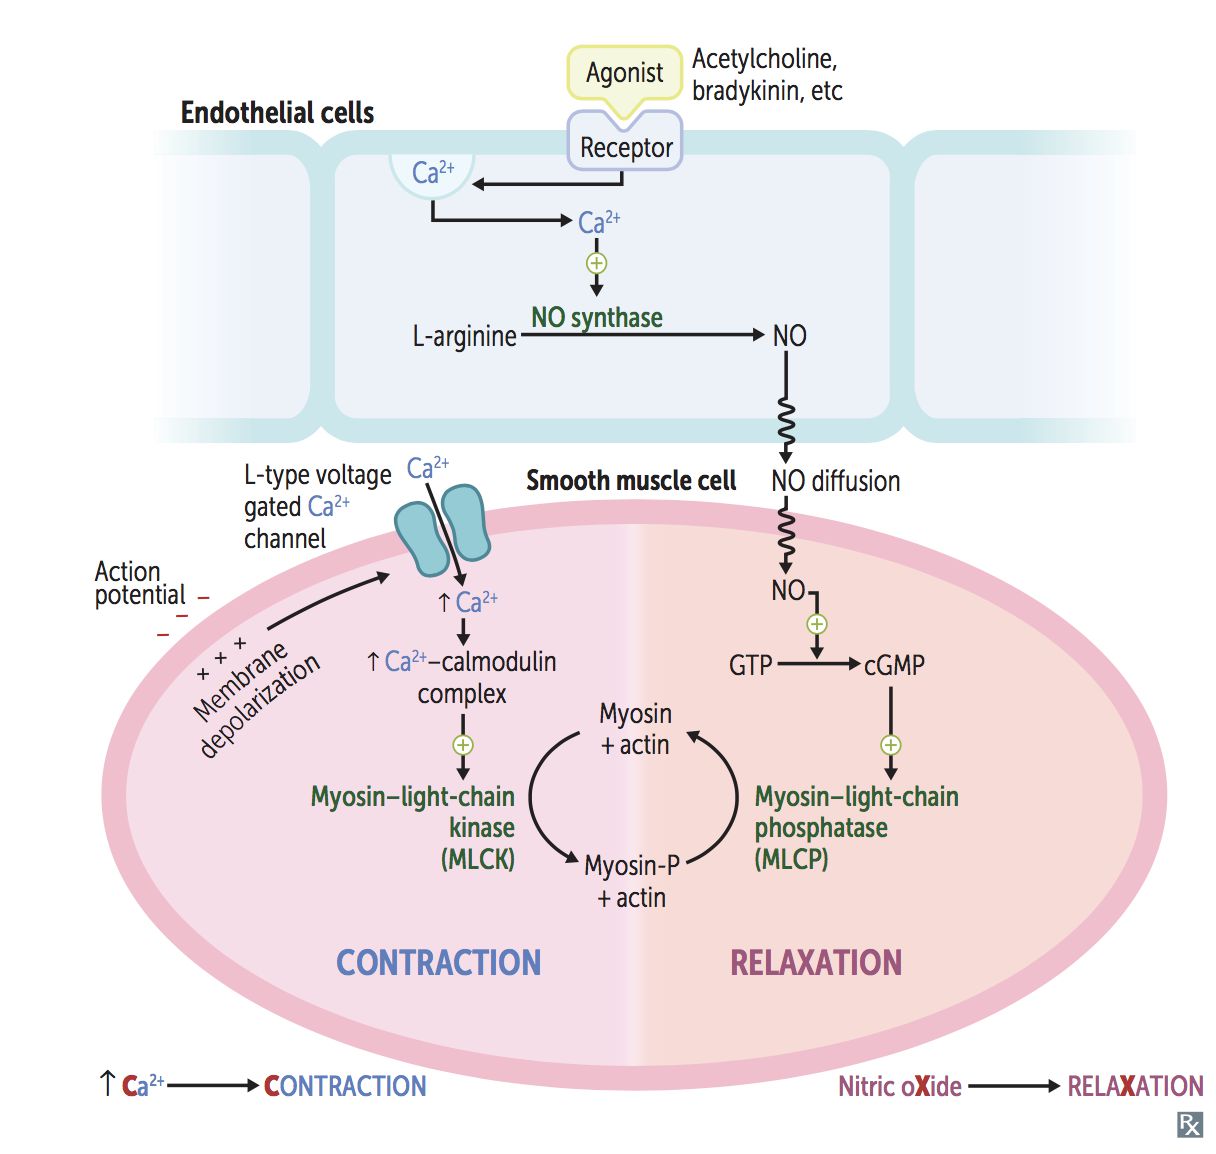 Agonist
Acetylcholine,
bradykinin, etc
Endothelial cells
Receptor
Ca²⁺
Ca²⁺
+
NO synthase
L-arginine
NO
L-type voltage
gated Ca²⁺
channel
Ca²⁺
Smooth muscle cell
NO diffusion
Action
potential
– – –
+ + +
Membrane
depolarization
↑ Ca²⁺
↑ Ca²⁺–calmodulin
complex
+
Myosin–light-chain
kinase
(MLCK)
Myosin
+ actin
Myosin-P
+ actin
NO
+
GTP
cGMP
+
Myosin–light-chain
phosphatase
(MLCP)
CONTRACTION
RELAXATION
↑ Ca²⁺ → CONTRACTION
Nitric oXide → RELAXATION
Rx